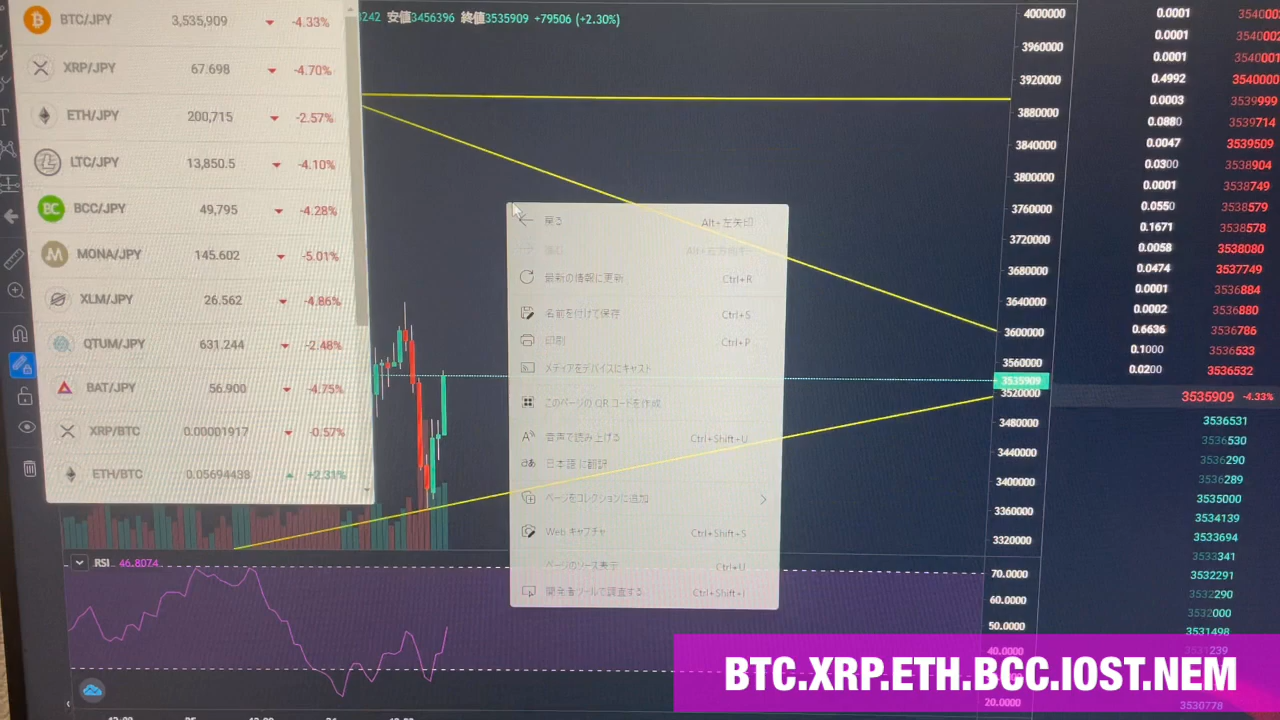 BTC/JPY 3,535,909 -4.33%
XRP/JPY 67.698 -4.70%
ETH/JPY 200,715 -2.57%
LTC/JPY 13,850.5 -4.10%
BCC/JPY 49,795 -4.28%
MONA/JPY 145.602 -5.01%
XLM/JPY 26.562 -4.86%
QTUM/JPY 631.244 -2.48%
BAT/JPY 56.900 -4.75%
XRP/BTC 0.00001917 -0.57%
ETH/BTC 0.05694438 +2.31%
安値3456396 終値3535909 +79506 (+2.30%)
戻る Alt+左矢印
最新の情報に更新 Ctrl+R
名前を付けて保存 Ctrl+S
印刷 Ctrl+P
メディアをデバイスにキャスト
このページの QR コードを作成
音声で読み上げる Ctrl+Shift+U
日本語 に翻訳
ページをコレクションに追加
Web キャプチャ Ctrl+Shift+S
ページのソース表示 Ctrl+U
開発者ツールで調査する Ctrl+Shift+I
4000000
3960000
3920000
3880000
3840000
3800000
3760000
3720000
3680000
3640000
3600000
3560000
3535909
3520000
3480000
3440000
3400000
3360000
3320000
RSI 46.8074
70.0000
60.0000
50.0000
40.0000
20.0000
0.0001
0.0001
0.0001
0.4992 3540000
0.0003 3539999
0.0880 3539714
0.0047 3539509
0.0300 3538904
0.0001 3538749
0.0550 3538579
0.1671 3538578
0.0058 3538080
0.0474 3537749
0.0001 3536884
0.0002 3536880
0.6636 3536786
0.1000 3536533
0.0200 3536532
3535909 -4.33%
3536531
3536530
3536290
3536289
3535000
3534139
3533694
3533341
3532291
3532290
3532000
3531498
3530778
BTC.XRP.ETH.BCC.IOST.NEM